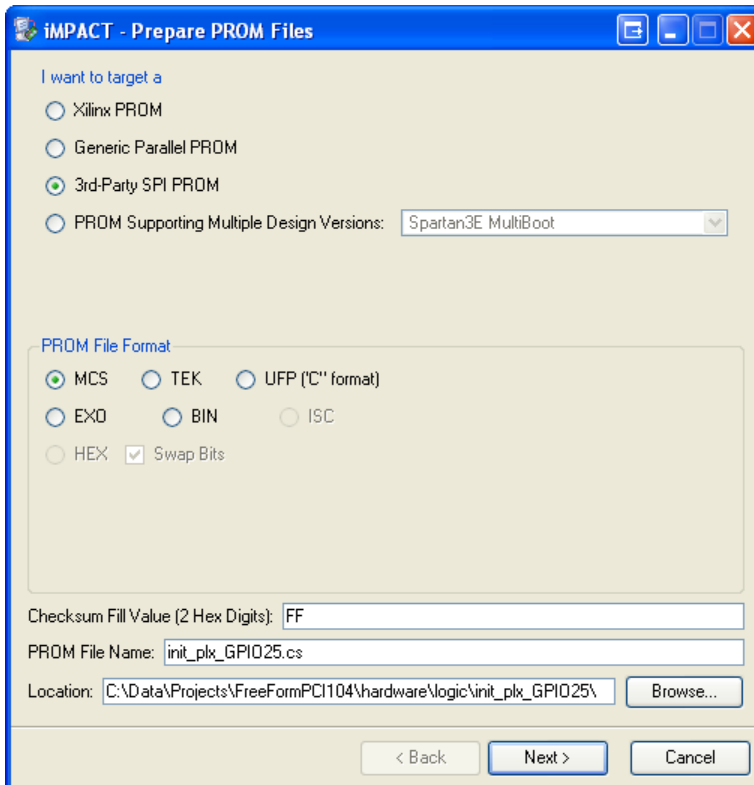 iMPACT - Prepare PROM Files
I want to target a
Xilinx PROM
Generic Parallel PROM
3rd-Party SPI PROM
PROM Supporting Multiple Design Versions: Spartan3E MultiBoot
PROM File Format
MCS TEK UFP ('C" format)
EXO BIN ISC
HEX Swap Bits
Checksum Fill Value (2 Hex Digits): FF
PROM File Name: init_plx_GPIO25.cs
Location: C:\Data\Projects\FreeFormPCI104\hardware\logic\init_plx_GPIO25\ Browse...
< Back Next > Cancel